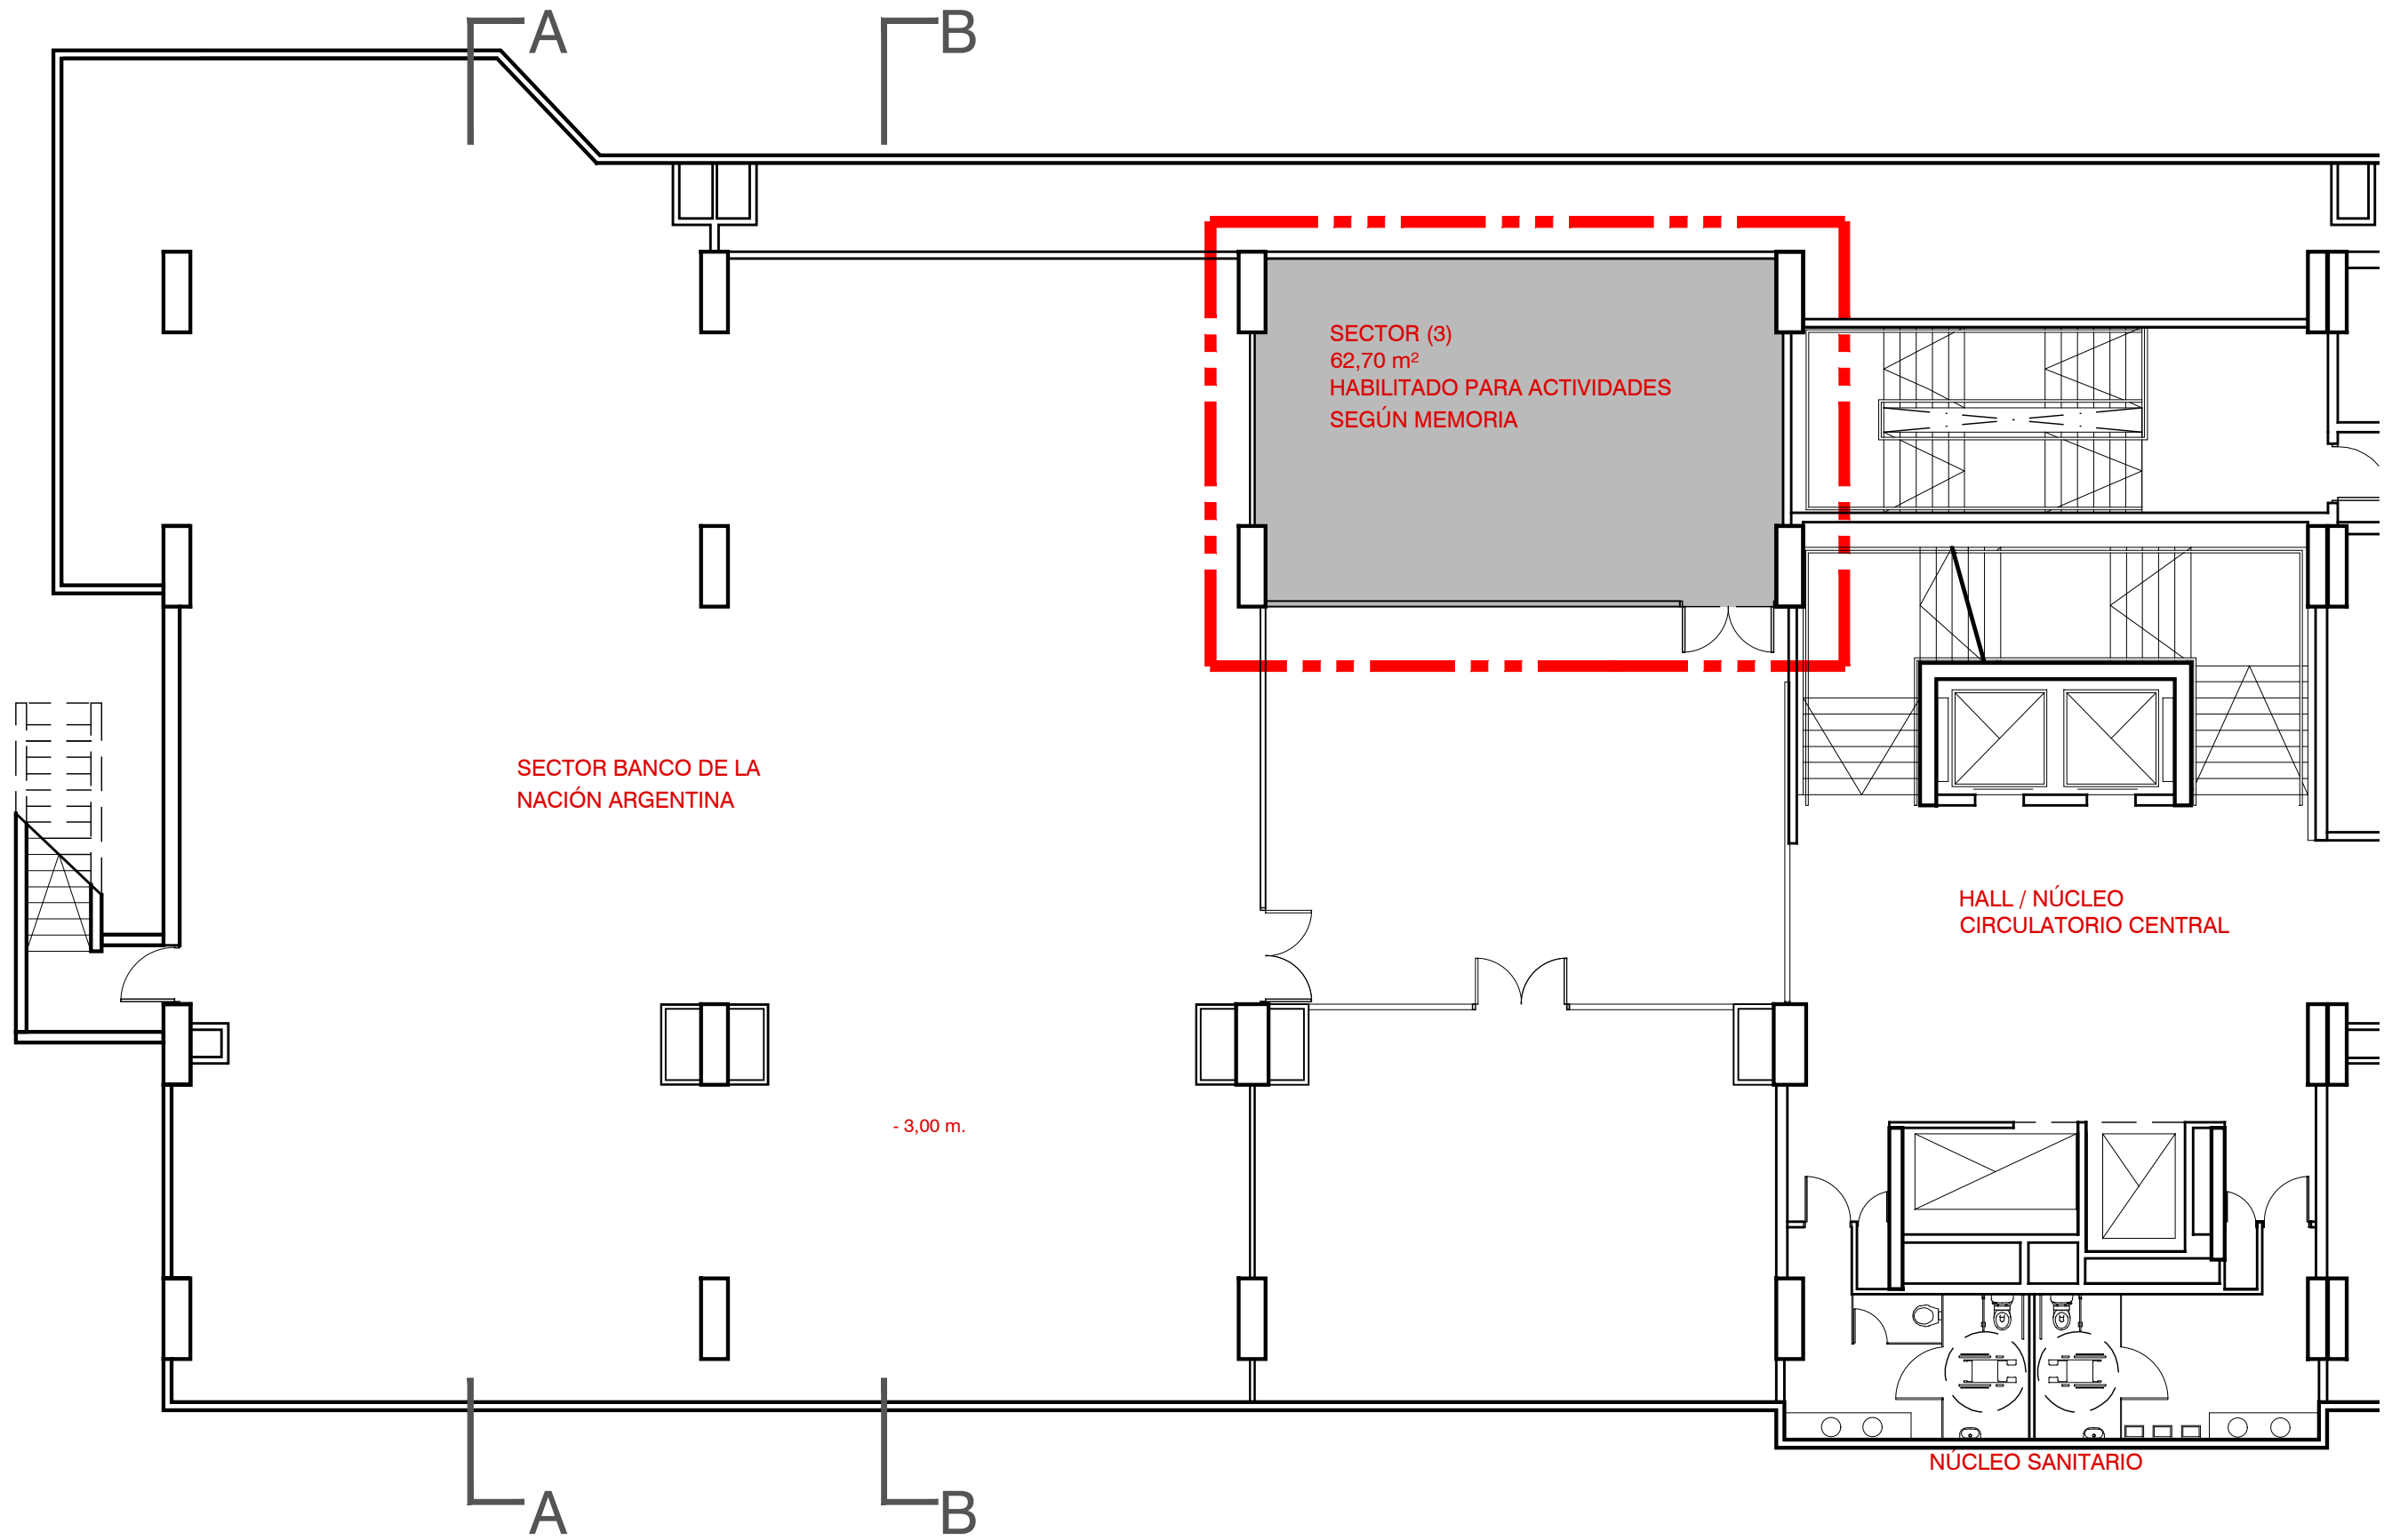 A
B
SECTOR (3)
62,70 m²
HABILITADO PARA ACTIVIDADES
SEGÚN MEMORIA
SECTOR BANCO DE LA
NACIÓN ARGENTINA
HALL / NÚCLEO
CIRCULATORIO CENTRAL
- 3,00 m.
NÚCLEO SANITARIO
A
B